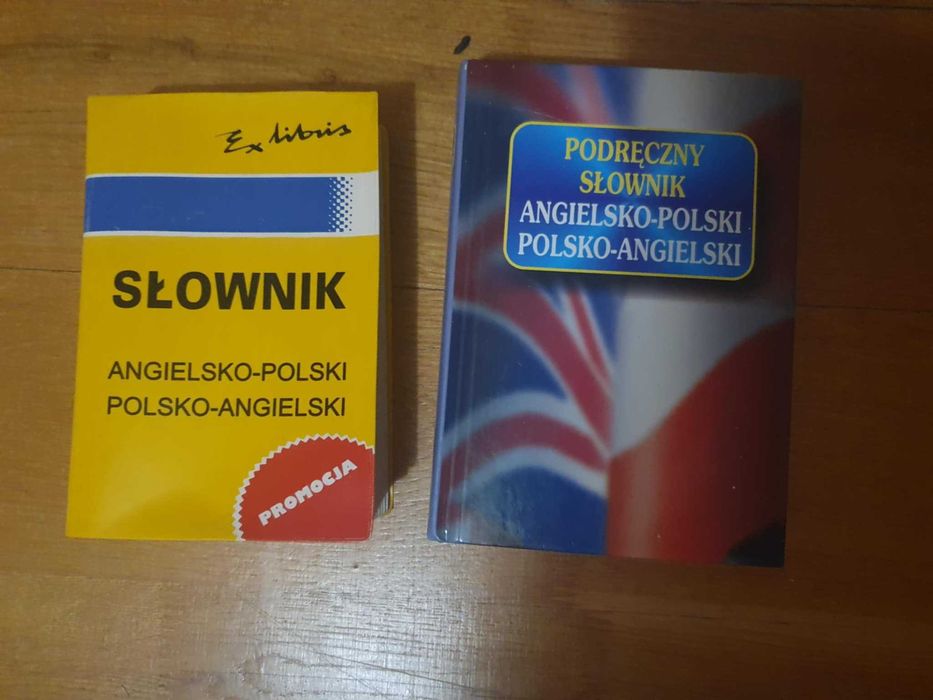 Ex libris
SŁOWNIK
ANGIELSKO-POLSKI
POLSKO-ANGIELSKI
PROMOCJA
PODRĘCZNY
SŁOWNIK
ANGIELSKO-POLSKI
POLSKO-ANGIELSKI